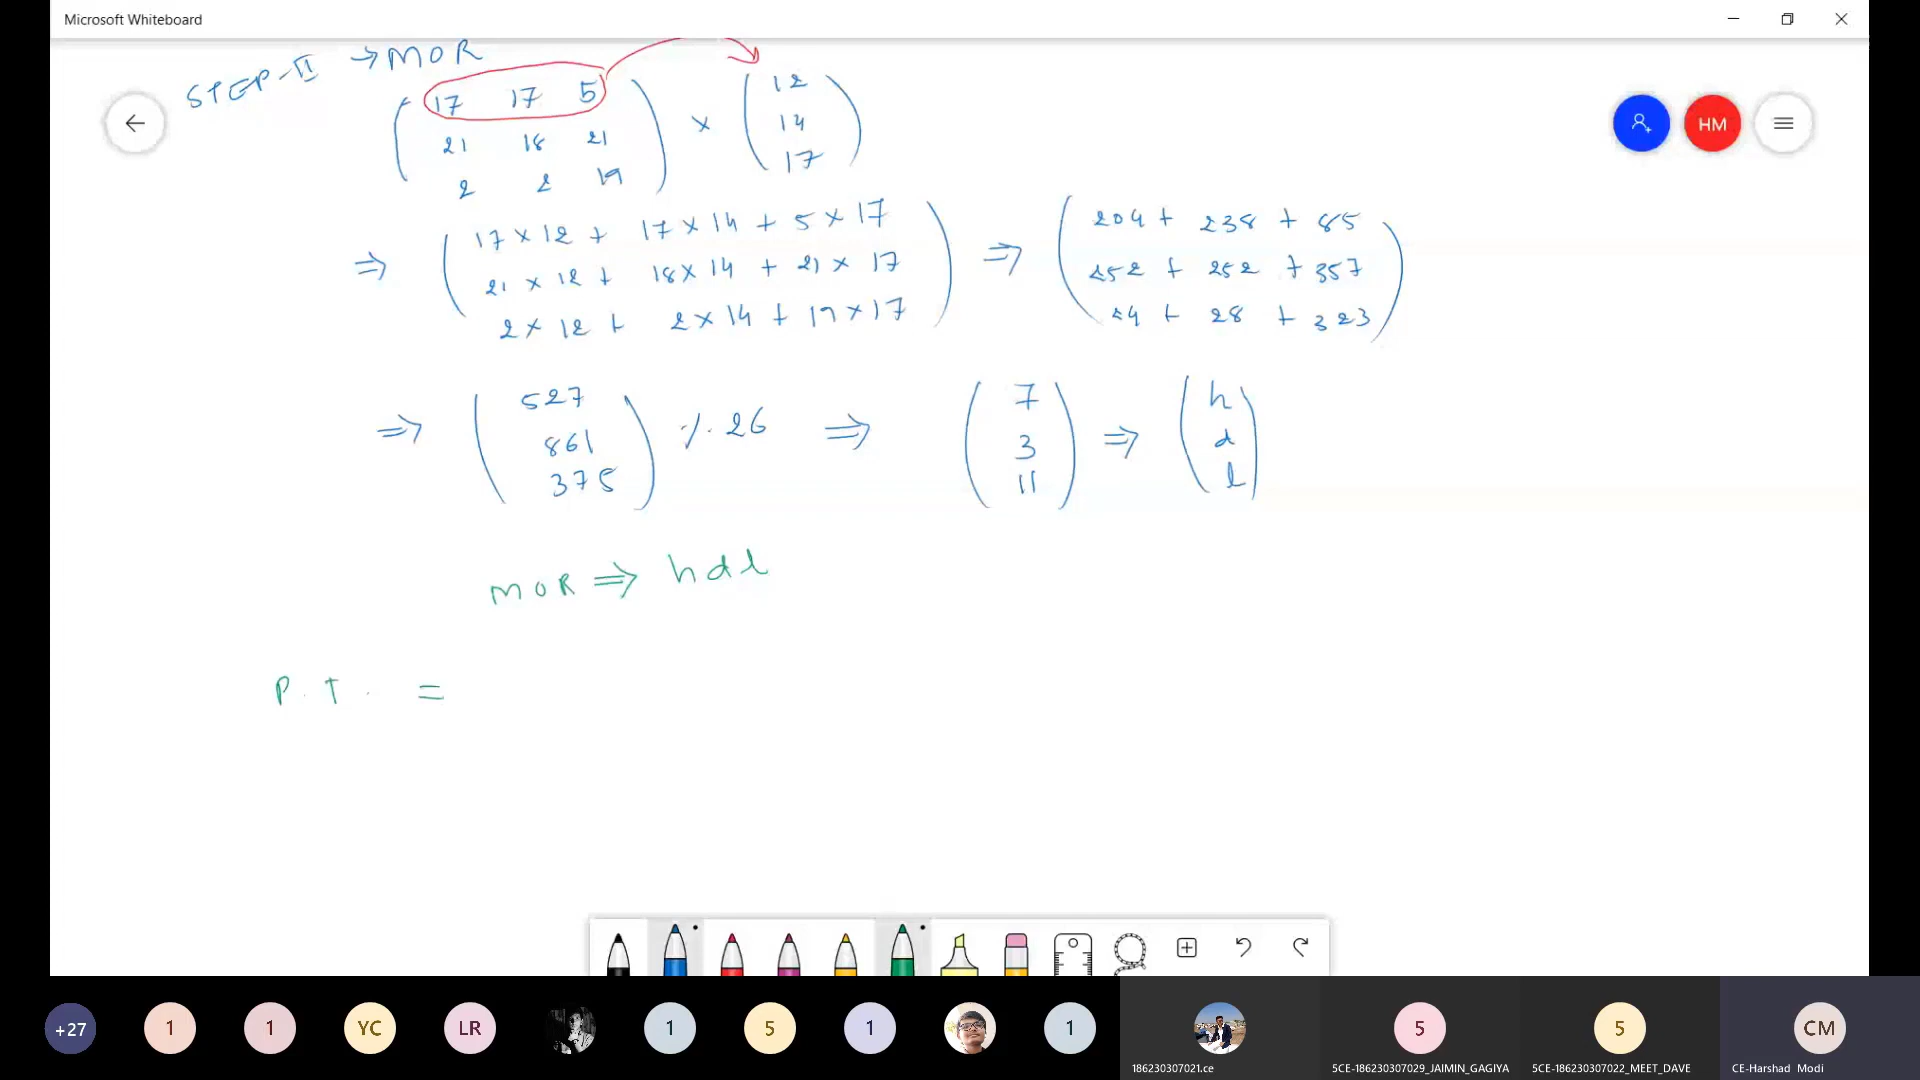 Microsoft Whiteboard
STEP-II → MOR
17 17 5
21 18 21
2 2 19
×
12
14
17
⇒ 17 × 12 + 17 × 14 + 5 × 17
21 × 12 + 18 × 14 + 21 × 17
2 × 12 + 2 × 14 + 19 × 17
⇒ 204 + 238 + 85
252 + 252 + 357
24 + 28 + 323
⇒ 527
861
375
% 26 ⇒
7
3
11
⇒ h
d
l
MOR ⇒ hdl
P.T. =
HM
+27 1 1 YC LR 1 5 1 1 5 5 CM
186230307021.ce 5CE-186230307029_JAIMIN_GAGIYA 5CE-186230307022_MEET_DAVE CE-Harshad Modi